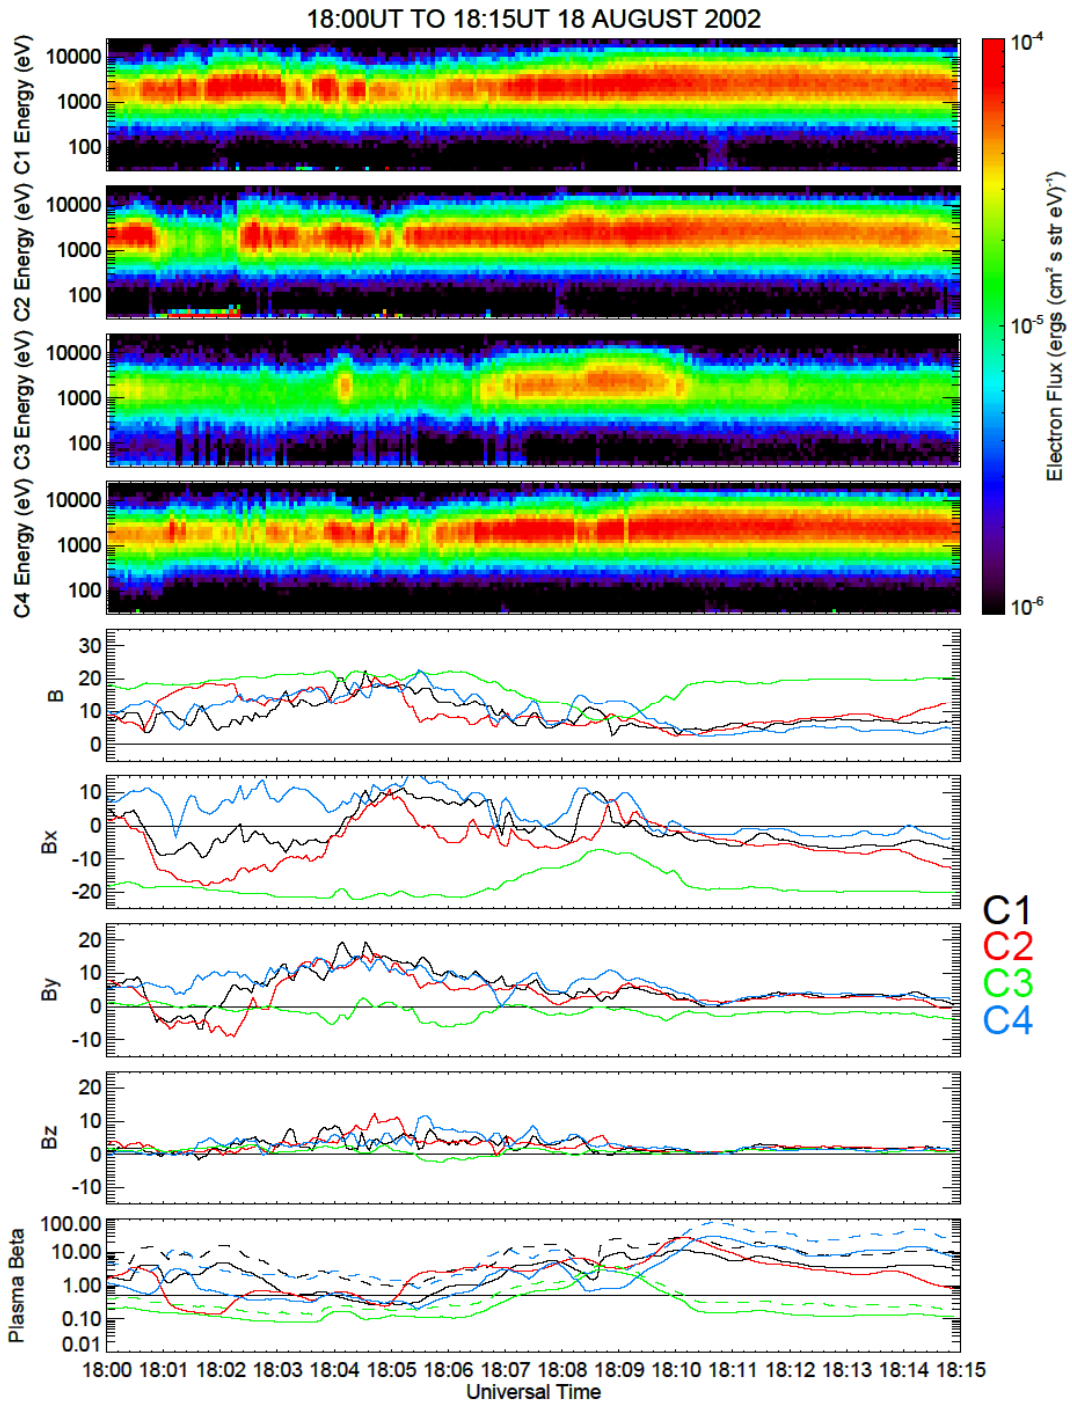 18:00UT TO 18:15UT 18 AUGUST 2002
C1 Energy (eV)
10000
1000
100
C2 Energy (eV)
10000
1000
100
C3 Energy (eV)
10000
1000
100
C4 Energy (eV)
10000
1000
100
10-4
10-5
10-6
Electron Flux (ergs (cm² s str eV)-1)
B
30
20
10
0
Bx
10
0
-10
-20
By
20
10
0
-10
Bz
20
10
0
-10
Plasma Beta
100.00
10.00
1.00
0.10
0.01
C1
C2
C3
C4
18:00 18:01 18:02 18:03 18:04 18:05 18:06 18:07 18:08 18:09 18:10 18:11 18:12 18:13 18:14 18:15
Universal Time